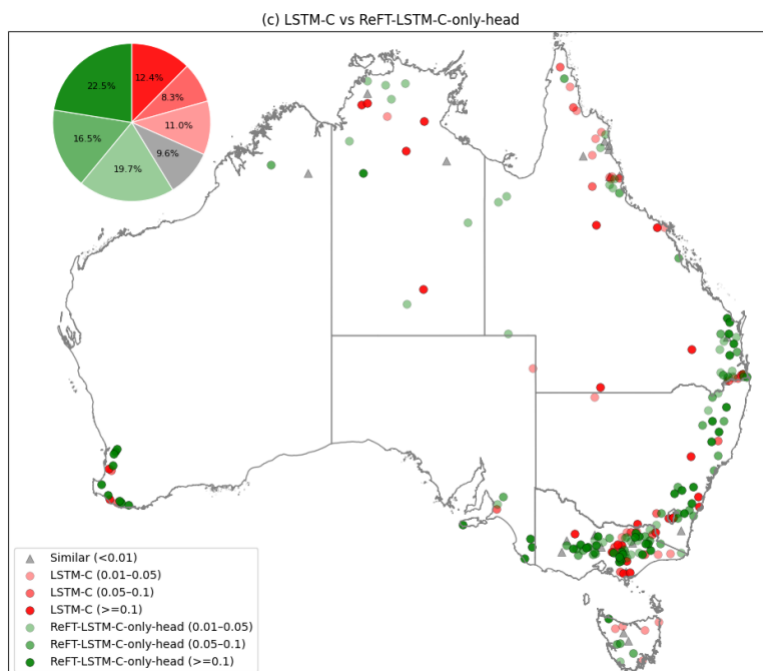 (c) LSTM-C vs ReFT-LSTM-C-only-head
22.5%
12.4%
8.3%
11.0%
9.6%
19.7%
16.5%
Similar (<0.01)
LSTM-C (0.01–0.05)
LSTM-C (0.05–0.1)
LSTM-C (>=0.1)
ReFT-LSTM-C-only-head (0.01–0.05)
ReFT-LSTM-C-only-head (0.05–0.1)
ReFT-LSTM-C-only-head (>=0.1)